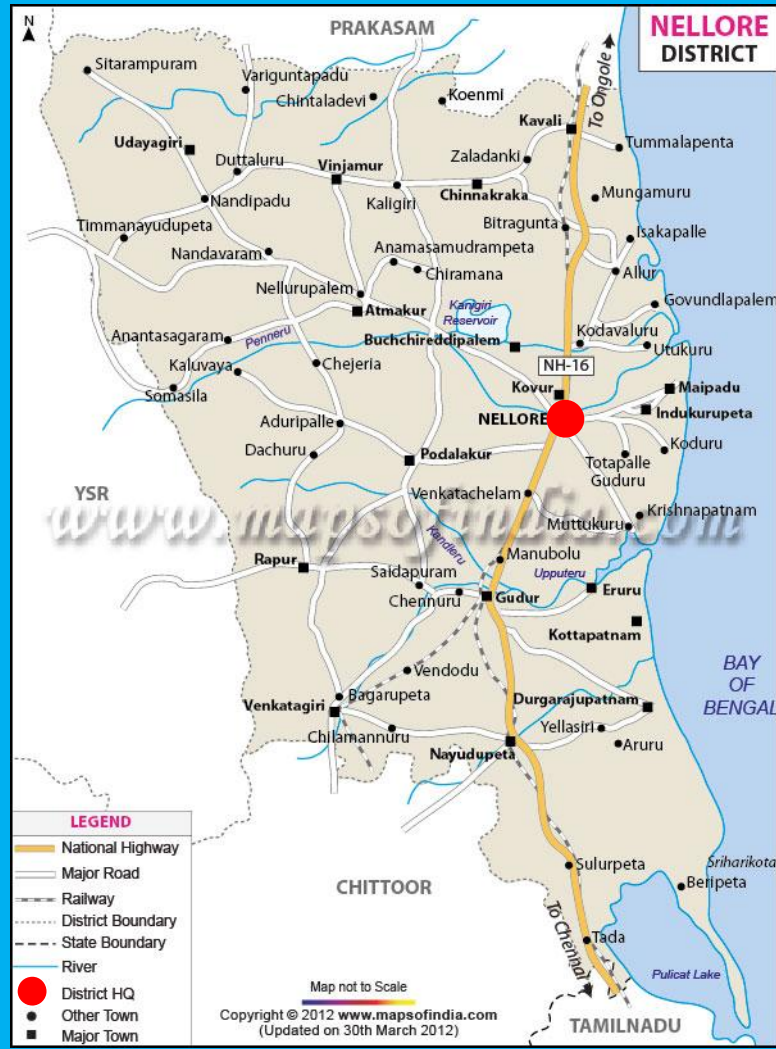 N
PRAKASAM
NELLORE
DISTRICT
To Ongole
Sitarampuram
Variguntapadu
Chintaladevi
Koenmi
Kavali
Tummalapenta
Udayagiri
Duttaluru
Vinjamur
Zaladanki
Kaligiri
Chinnakraka
Mungamuru
Nandipadu
Bitragunta
Isakapalle
Timmanayudupeta
Nandavaram
Anamasamudrampeta
Chiramana
Allur
Nellurupalem
Govundlapalem
Atmakur
Kanigiri
Reservoir
Anantasagaram
Penneru
Buchchireddipalem
Kodavaluru
Utukuru
Kaluvaya
Chejeria
NH-16
Somasila
Kovur
Maipadu
NELLORE
Indukurupeta
Aduripalle
Dachuru
Podalakur
Totapalle
Guduru
Koduru
YSR
Venkatachelam
Krishnapatnam
www.mapsofindia.com
Muttukuru
Kandleru
Manubolu
Rapur
Saidapuram
Upputeru
Chennuru
Gudur
Eruru
Kottapatnam
Vendodu
BAY
OF
BENGAL
Bagarupeta
Venkatagiri
Durgarajupatnam
Chilamannuru
Yellasiri
Nayudupeta
Aruru
LEGEND
National Highway
Major Road
Railway
District Boundary
State Boundary
River
District HQ
Other Town
Major Town
CHITTOOR
Sulurpeta
Sriharikota
Beripeta
To Chennai
Tada
Pulicat Lake
Map not to Scale
Copyright © 2012 www.mapsofindia.com
(Updated on 30th March 2012)
TAMILNADU